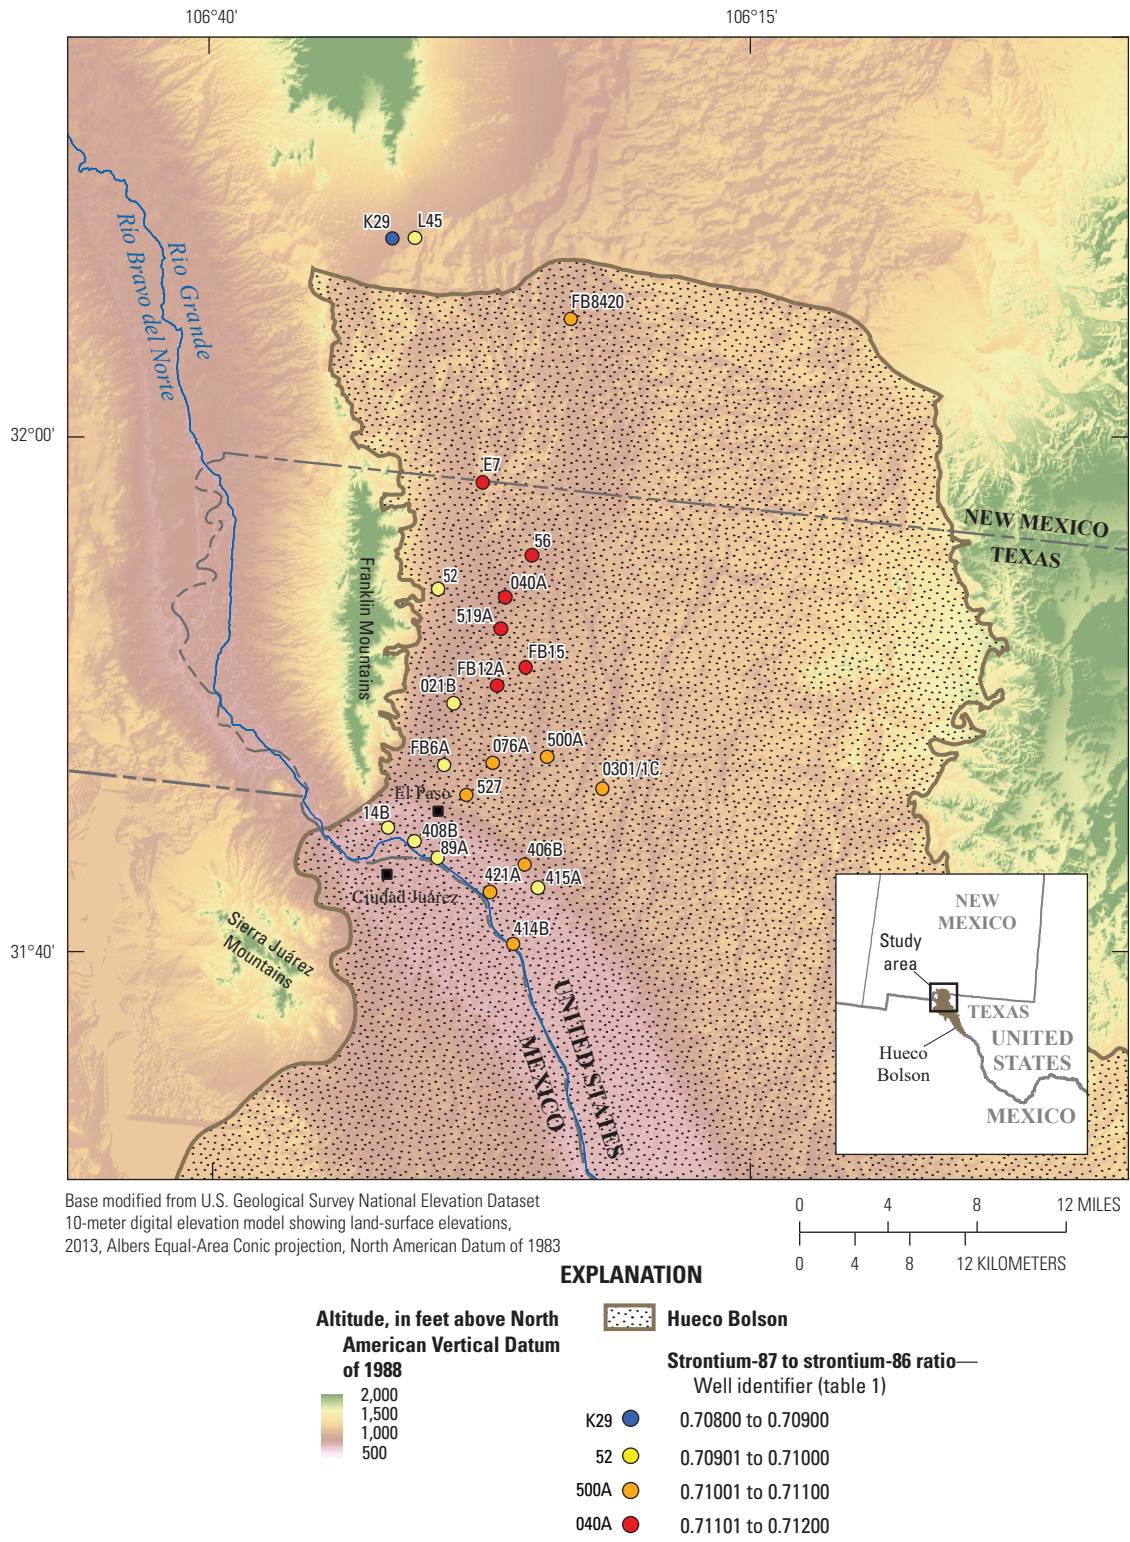 106°40'
106°15'
K29
L45
Rio Grande
Río Bravo del Norte
FB8420
32°00'
E7
NEW MEXICO
TEXAS
56
52
040A
Franklin Mountains
519A
FB15
FB12A
021B
500A
076A
FB6A
0301/1C
527
El Paso
14B
408B
89A
406B
421A
415A
Ciudad Juárez
414B
Sierra Juárez
Mountains
31°40'
UNITED STATES
MEXICO
NEW
MEXICO
Study
area
TEXAS
UNITED
STATES
Hueco
Bolson
MEXICO
Base modified from U.S. Geological Survey National Elevation Dataset
10-meter digital elevation model showing land-surface elevations,
2013, Albers Equal-Area Conic projection, North American Datum of 1983
0 4 8 12 MILES
0 4 8 12 KILOMETERS
EXPLANATION
Altitude, in feet above North
American Vertical Datum
of 1988
2,000
1,500
1,000
500
Hueco Bolson
Strontium-87 to strontium-86 ratio—
Well identifier (table 1)
K29 0.70800 to 0.70900
52 0.70901 to 0.71000
500A 0.71001 to 0.71100
040A 0.71101 to 0.71200